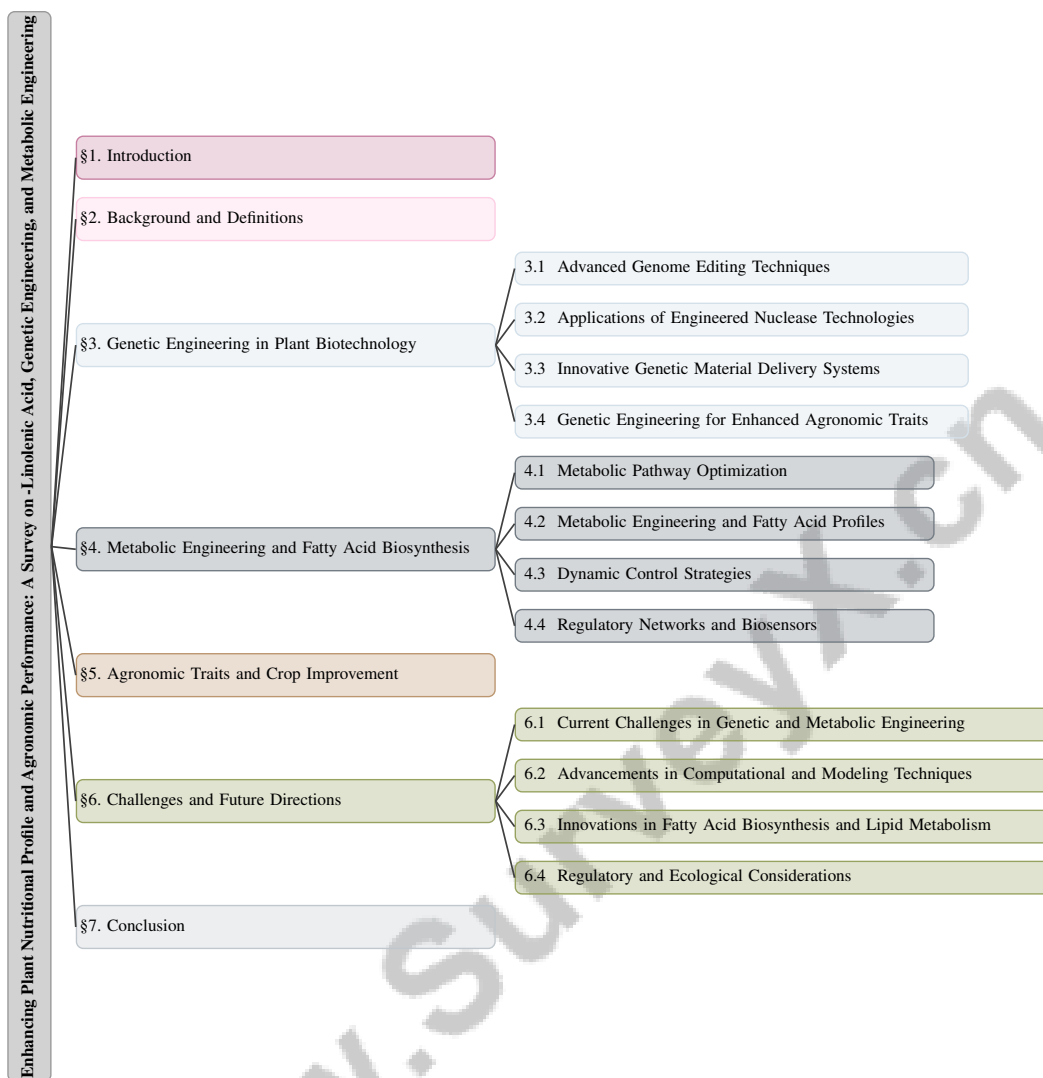 Enhancing Plant Nutritional Profile and Agronomic Performance: A Survey on -Linolenic Acid, Genetic Engineering, and Metabolic Engineering
§1. Introduction
§2. Background and Definitions
§3. Genetic Engineering in Plant Biotechnology
3.1 Advanced Genome Editing Techniques
3.2 Applications of Engineered Nuclease Technologies
3.3 Innovative Genetic Material Delivery Systems
3.4 Genetic Engineering for Enhanced Agronomic Traits
§4. Metabolic Engineering and Fatty Acid Biosynthesis
4.1 Metabolic Pathway Optimization
4.2 Metabolic Engineering and Fatty Acid Profiles
4.3 Dynamic Control Strategies
4.4 Regulatory Networks and Biosensors
§5. Agronomic Traits and Crop Improvement
§6. Challenges and Future Directions
6.1 Current Challenges in Genetic and Metabolic Engineering
6.2 Advancements in Computational and Modeling Techniques
6.3 Innovations in Fatty Acid Biosynthesis and Lipid Metabolism
6.4 Regulatory and Ecological Considerations
§7. Conclusion
.SurveyX.cn